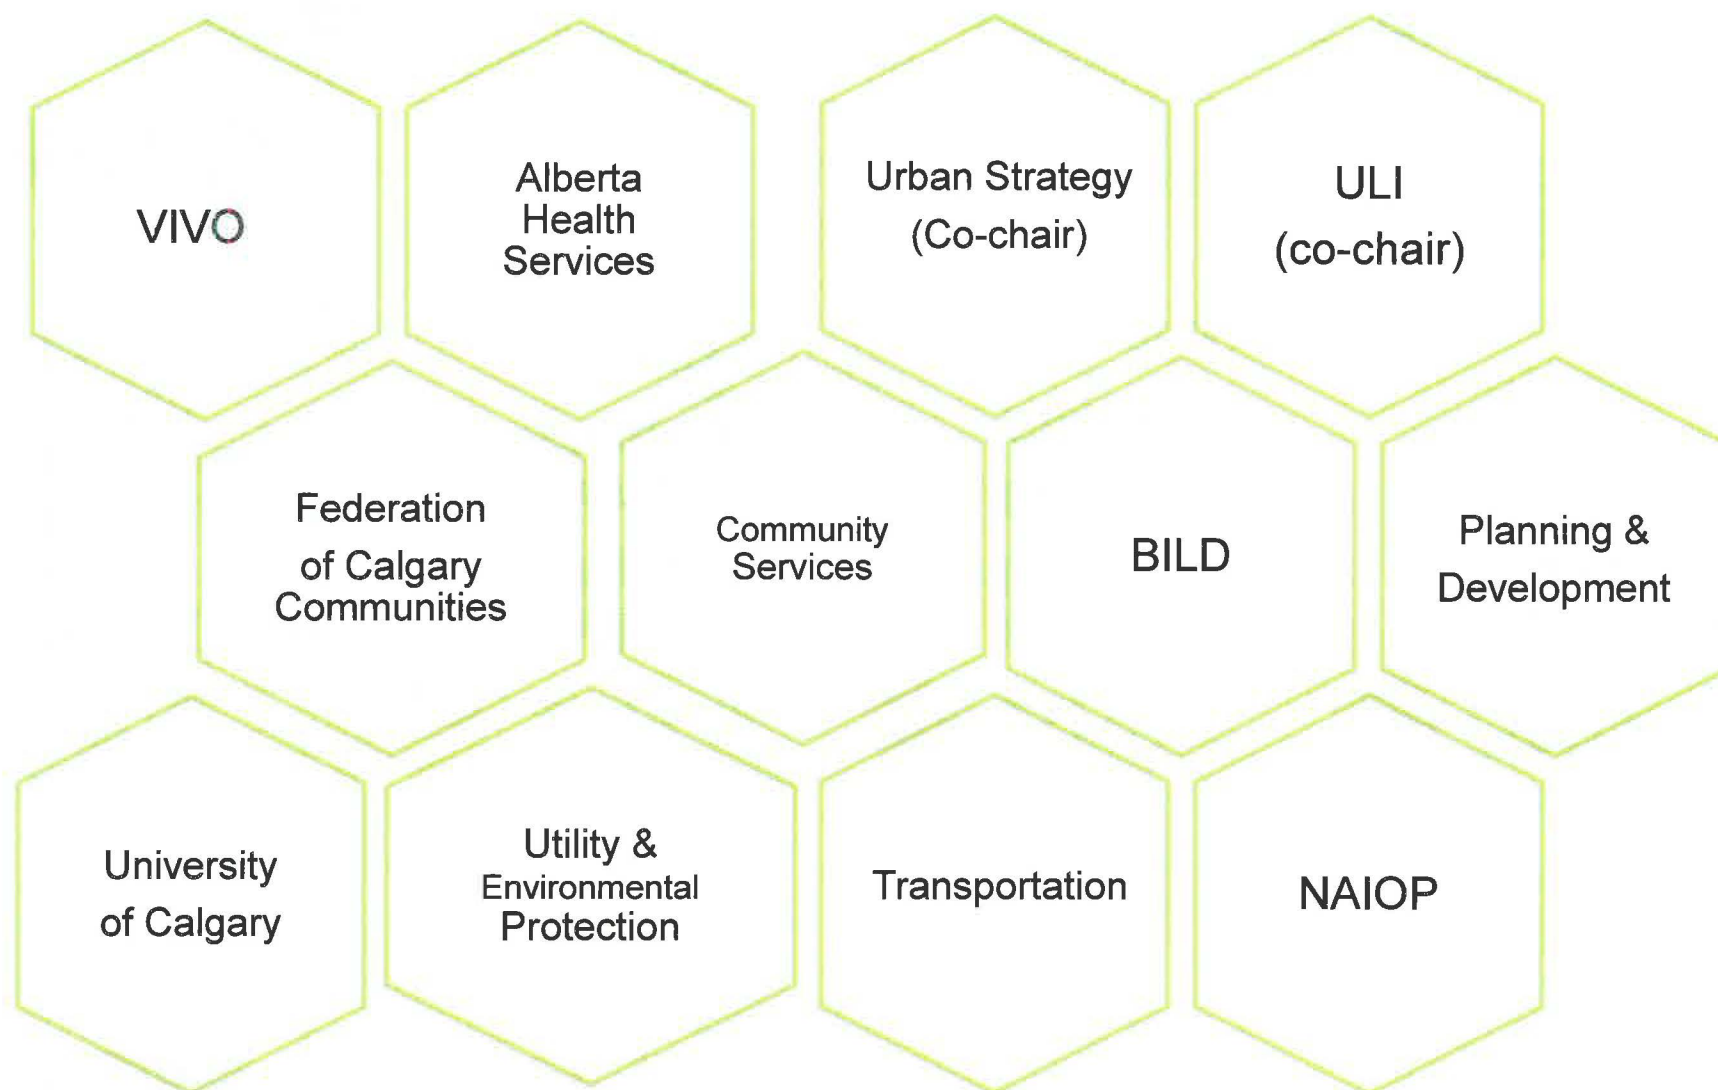 VIVO
Alberta
Health
Services
Urban Strategy
(Co-chair)
ULI
(co-chair)
Federation
of Calgary
Communities
Community
Services
BILD
Planning &
Development
University
of Calgary
Utility &
Environmental
Protection
Transportation
NAIOP